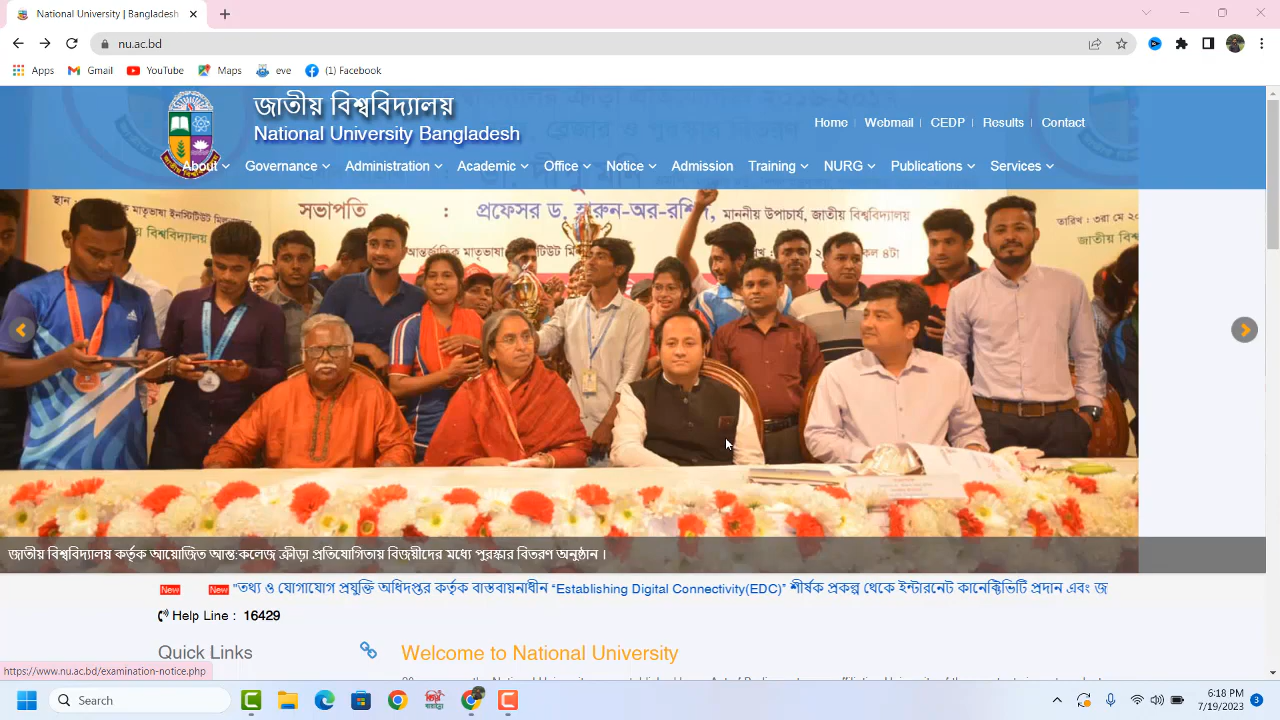 জাতীয় বিশ্ববিদ্যালয় | National Univ
nu.ac.bd
Apps Gmail YouTube Maps eve (1) Facebook
জাতীয় বিশ্ববিদ্যালয়
National University Bangladesh
Home Webmail CEDP Results Contact
About Governance Administration Academic Office Notice Admission Training NURG Publications Services
সভাপতি : প্রফেসর ড. হারুন-অর-রশিদ, মাননীয় উপাচার্য, জাতীয় বিশ্ববিদ্যালয়
জাতীয় বিশ্ববিদ্যালয় কর্তৃক আয়োজিত আন্ত:কলেজ ক্রীড়া প্রতিযোগিতায় বিজয়ীদের মধ্যে পুরস্কার বিতরণ অনুষ্ঠান।
New New "তথ্য ও যোগাযোগ প্রযুক্তি অধিদপ্তর কর্তৃক বাস্তবায়নাধীন “Establishing Digital Connectivity(EDC)” শীর্ষক প্রকল্প থেকে ইন্টারনেট কানেক্টিভিটি প্রদান এবং জ
Help Line : 16429
Quick Links
Welcome to National University
https://www.nu.ac.bd/examination-notice.php
Search
6:18 PM
7/19/2023
3